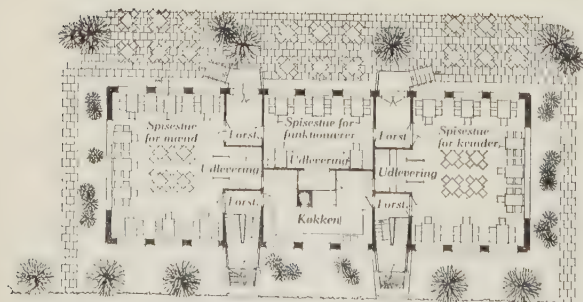 Spisestue
for mænd
Forst.
Spisestue for
funktionærer
Forst.
Spisestue
for kvinder
Udlevering
Udlevering
Udlevering
Forst.
Køkken
Forst.